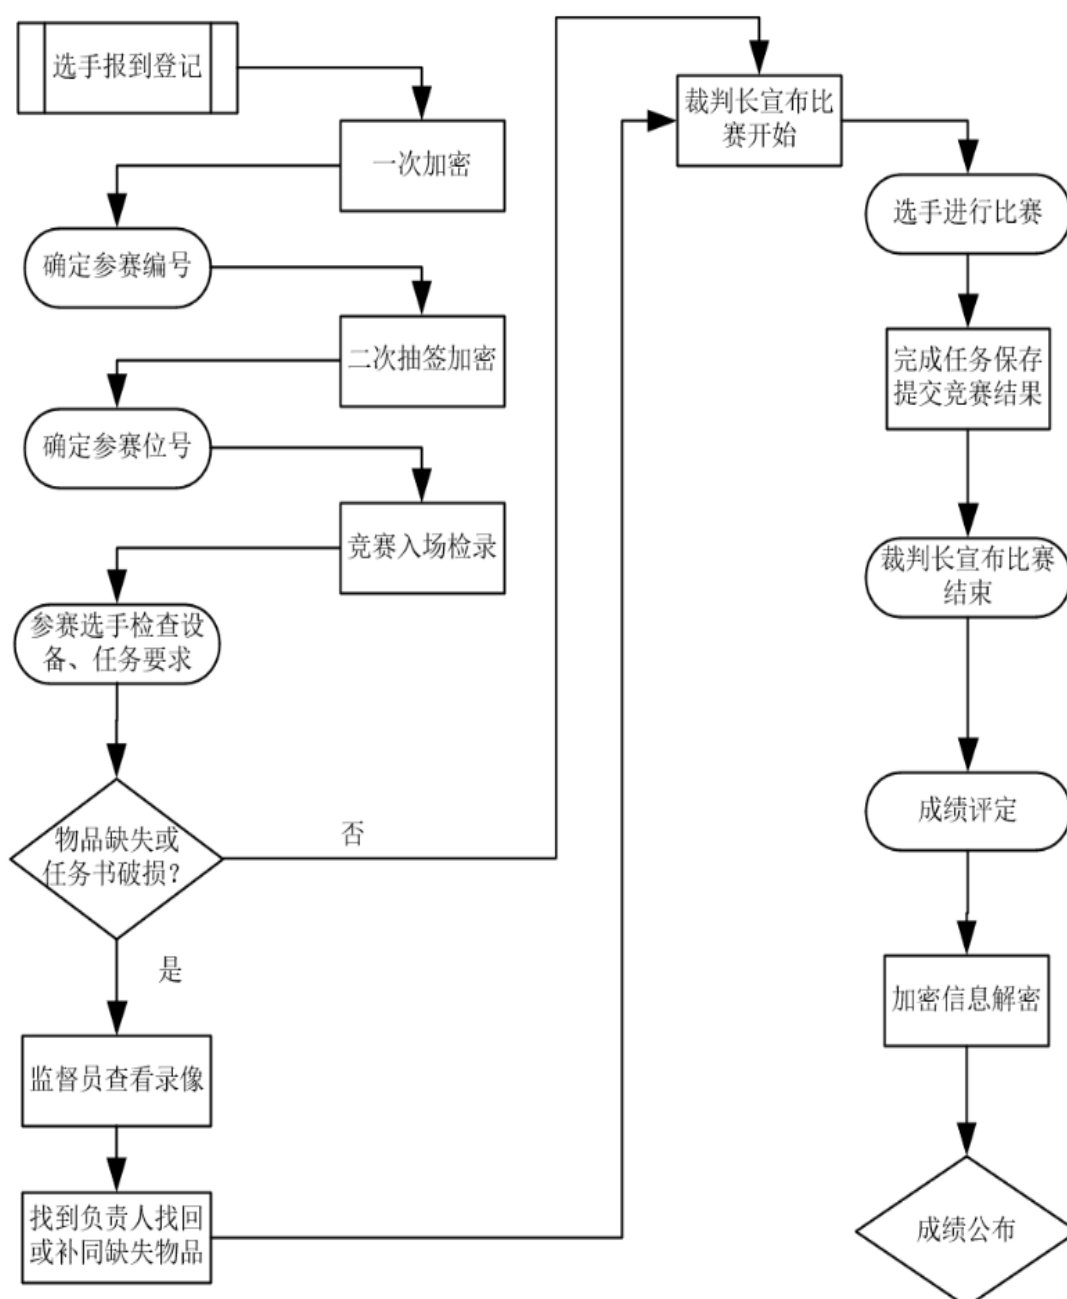 选手报到登记
一次加密
确定参赛编号
二次抽签加密
确定参赛位号
竞赛入场检录
参赛选手检查设
备、任务要求
物品缺失或
任务书破损?
否
是
监督员查看录像
找到负责人找回
或补同缺失物品
裁判长宣布比
赛开始
选手进行比赛
完成任务保存
提交竞赛结果
裁判长宣布比赛
结束
成绩评定
加密信息解密
成绩公布